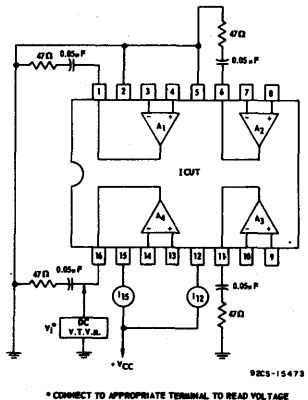 47Ω
0.05μF
47Ω
0.05μF
1 2 3 4 5 6 7 8
- + - +
A1 A2
ICUT
A4 A3
- + + -
16 15 14 13 12 11 10 9
47Ω
0.05μF
0.05μF
I15
I12
47Ω
V1*
DC
V.T.V.M.
+ VCC
92CS-15473
* CONNECT TO APPROPRIATE TERMINAL TO READ VOLTAGE